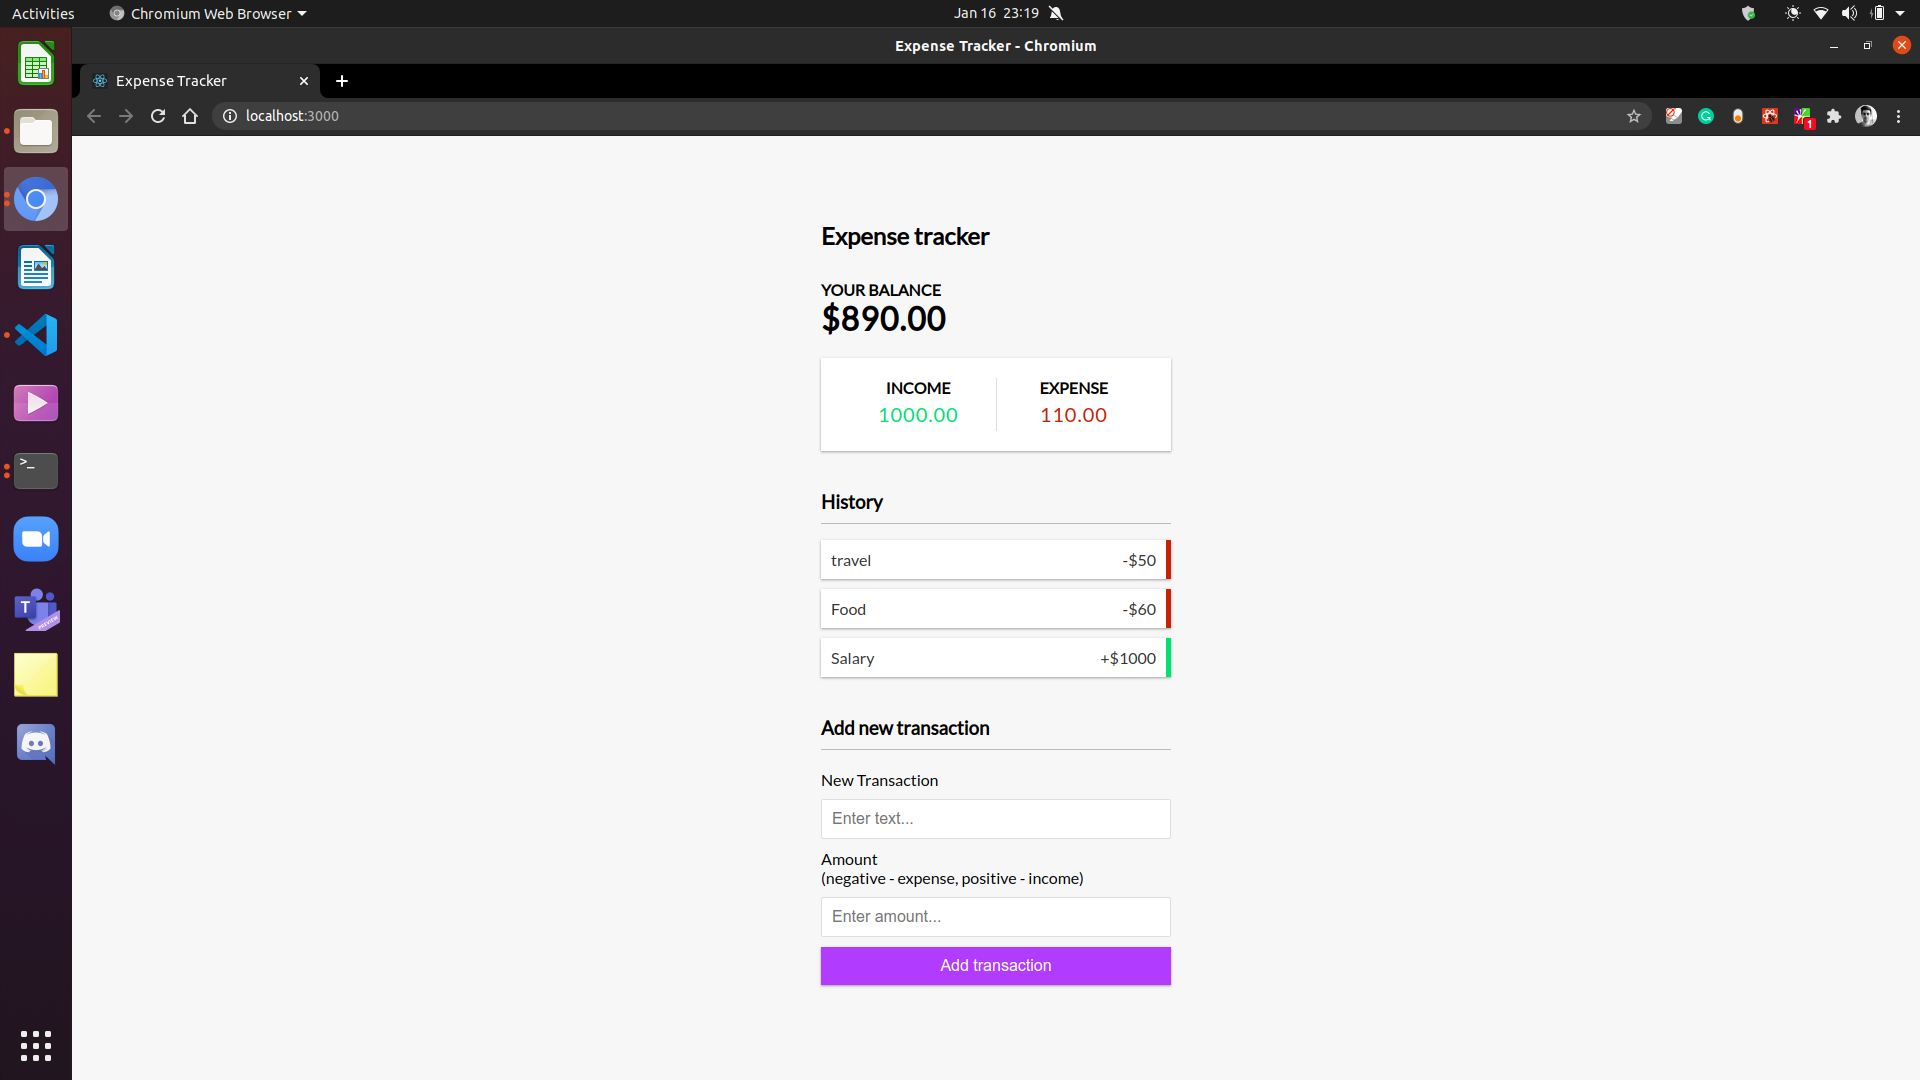 Activities
Chromium Web Browser
Jan 16 23:19
Expense Tracker - Chromium
Expense Tracker
localhost:3000
1
Expense tracker
YOUR BALANCE
$890.00
INCOME
EXPENSE
1000.00
110.00
History
travel
-$50
Food
-$60
Salary
+$1000
Add new transaction
New Transaction
Enter text...
Amount
(negative - expense, positive - income)
Enter amount...
Add transaction
>_
T
PREVIEW